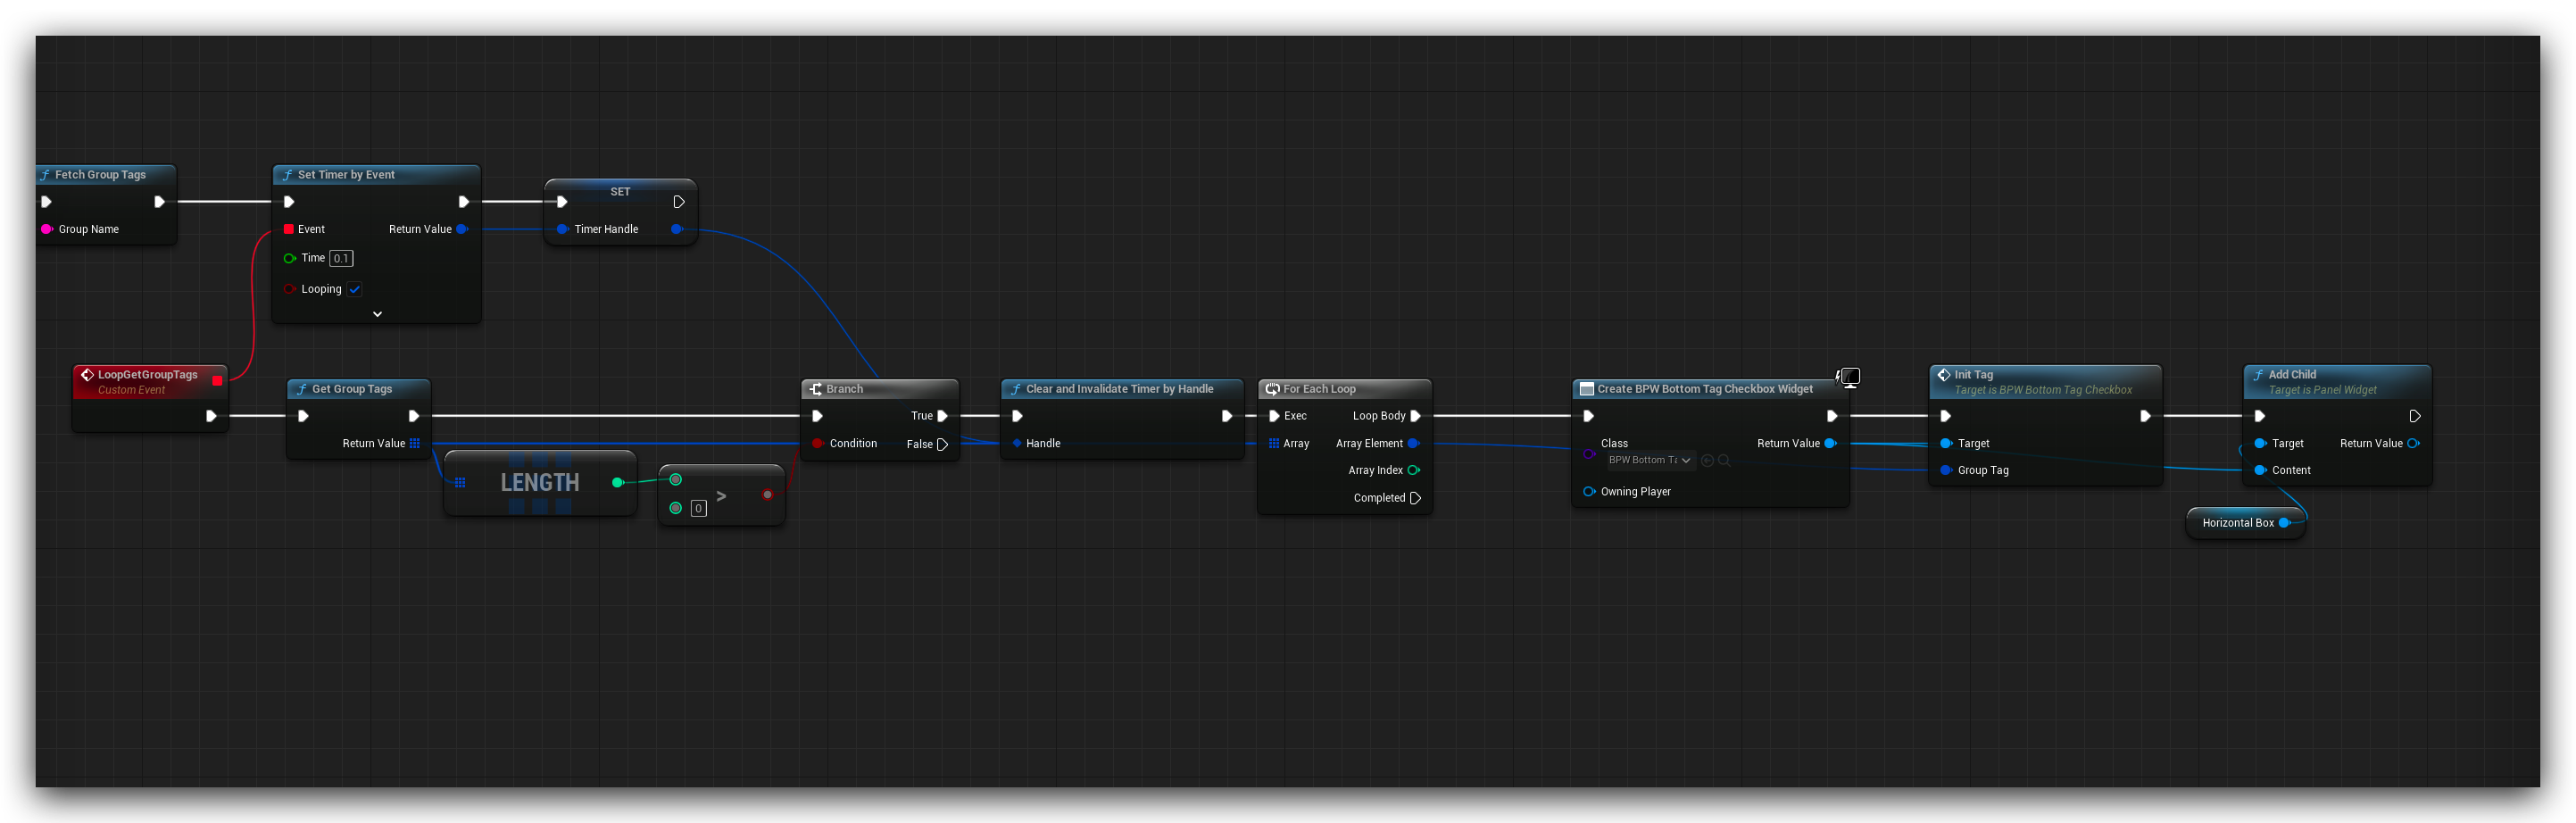 Fetch Group Tags
Group Name
Set Timer by Event
Event
Return Value
Time 0.1
Looping
SET
Timer Handle
LoopGetGroupTags
Custom Event
Get Group Tags
Return Value
LENGTH
>
0
Branch
True
Condition
False
Clear and Invalidate Timer by Handle
Handle
For Each Loop
Exec
Loop Body
Array
Array Element
Array Index
Completed
Create BPW Bottom Tag Checkbox Widget
Class
Return Value
BPW Bottom Ta
Owning Player
Init Tag
Target is BPW Bottom Tag Checkbox
Target
Group Tag
Add Child
Target is Panel Widget
Target
Return Value
Content
Horizontal Box